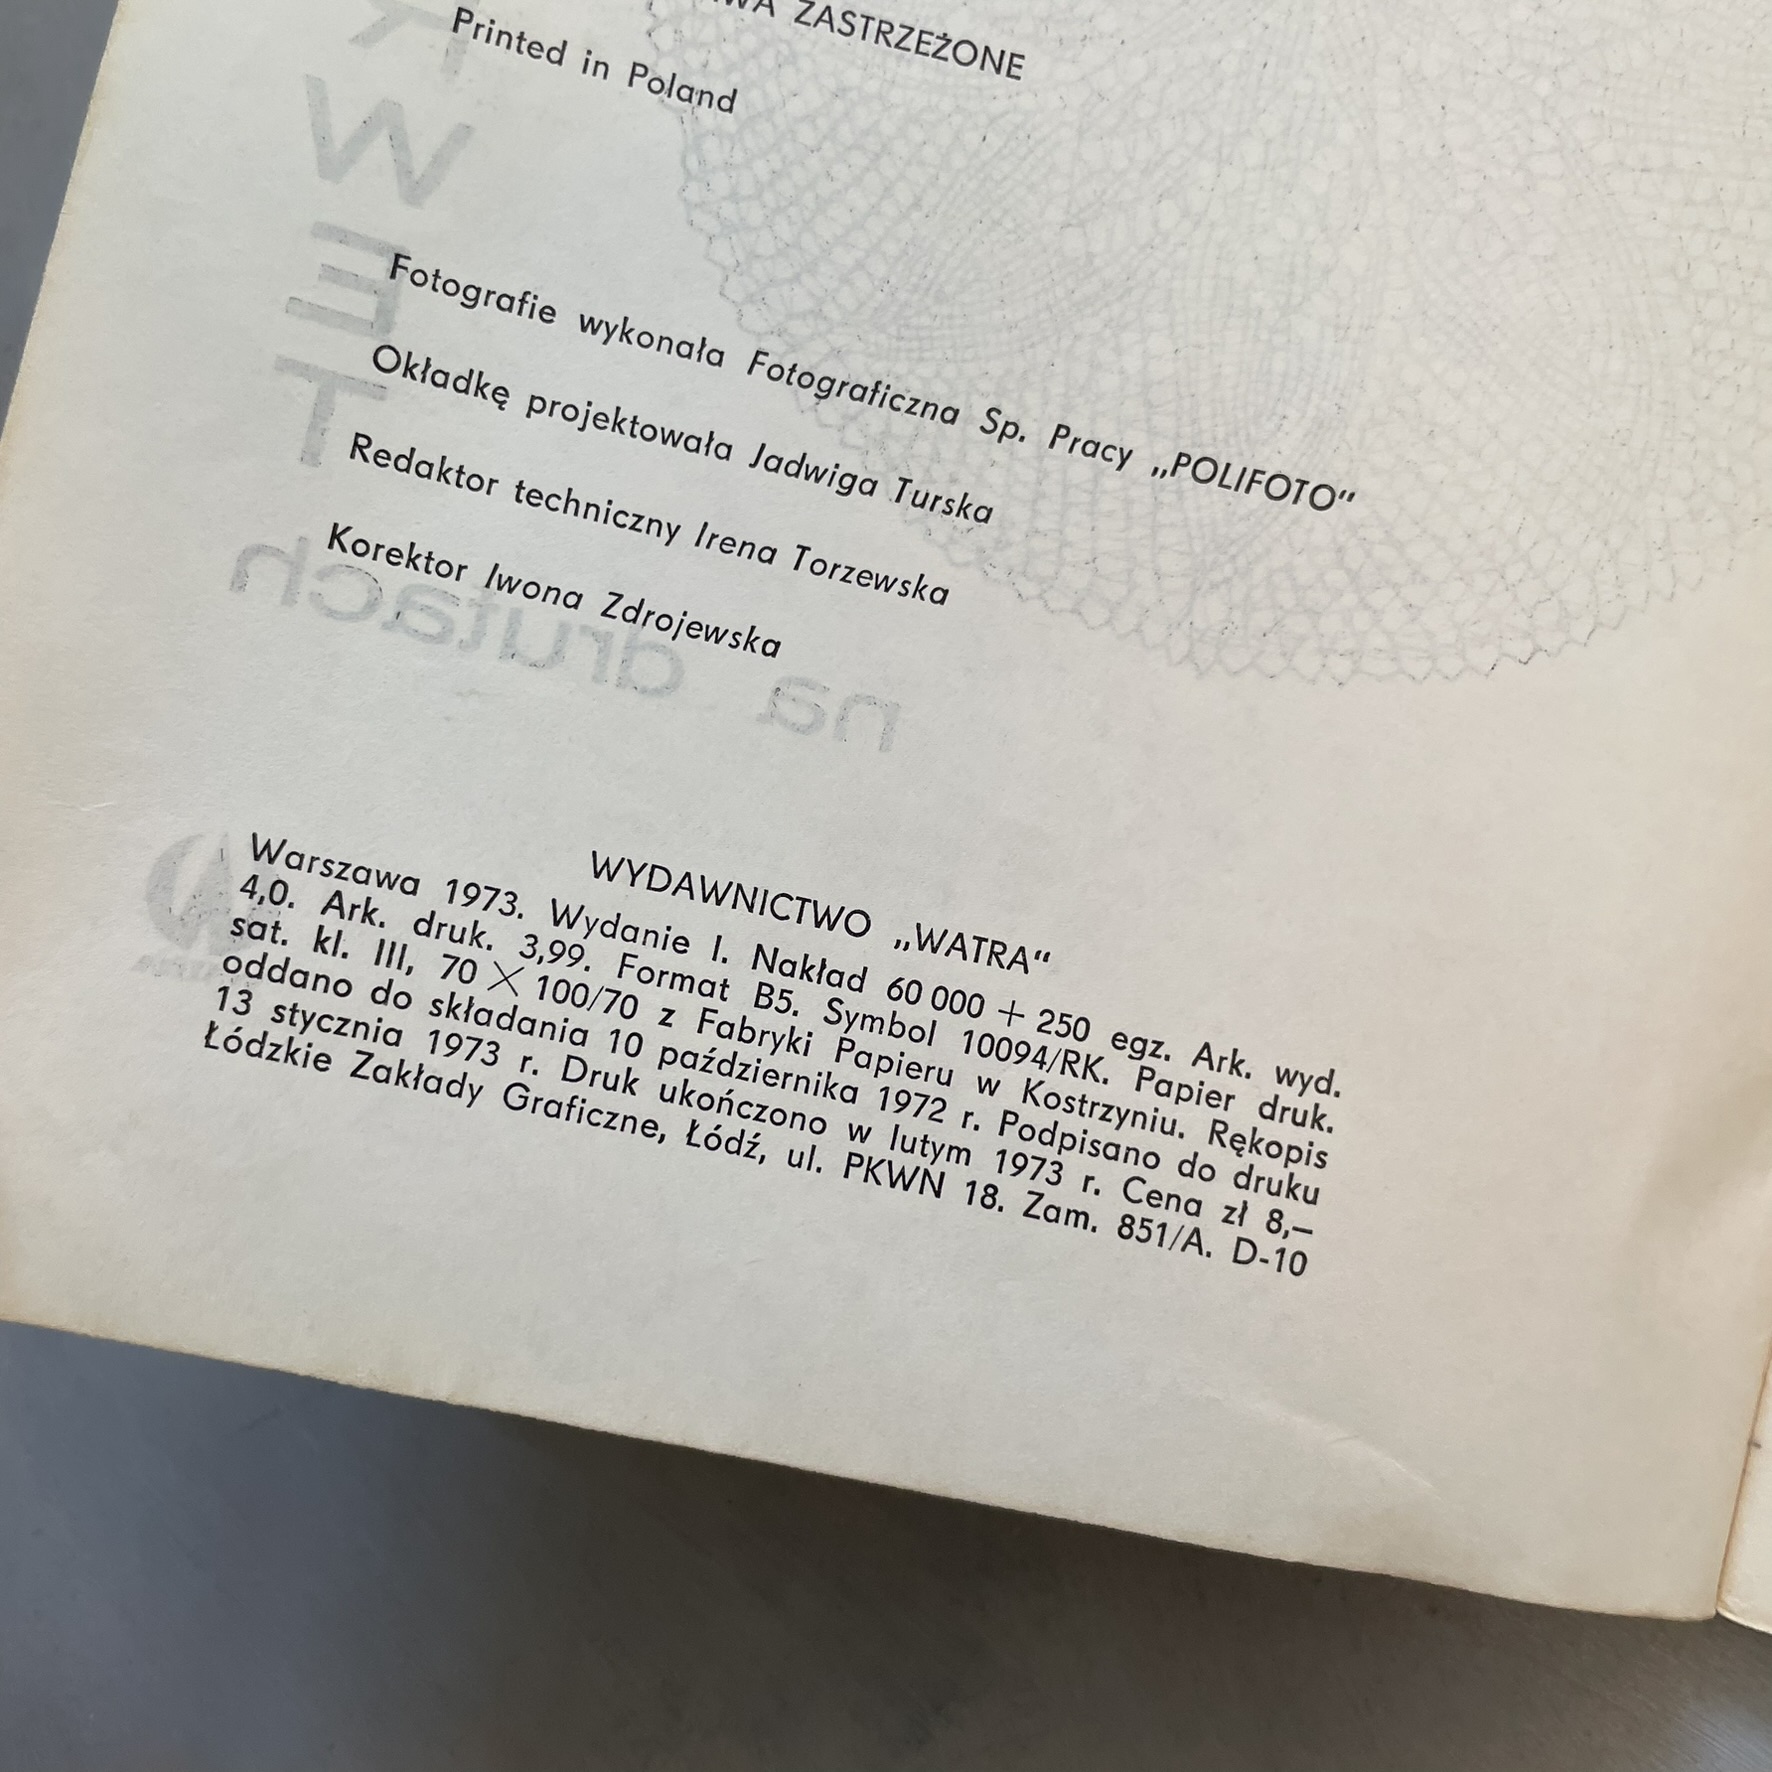 ZASTRZEŻONE
Printed in Poland
Fotografie wykonała Fotograficzna Sp. Pracy „POLIFOTO”
Okładkę projektowała Jadwiga Turska
Redaktor techniczny Irena Torzewska
Korektor Iwona Zdrojewska
na drutach
WYDAWNICTWO „WATRA”
Warszawa 1973. Wydanie I. Nakład 60 000 + 250 egz. Ark. wyd.
4,0. Ark. druk. 3,99. Format B5. Symbol 10094/RK. Papier druk.
sat. kl. III, 70 × 100/70 z Fabryki Papieru w Kostrzyniu. Rękopis
oddano do składania 10 października 1972 r. Podpisano do druku
13 stycznia 1973 r. Druk ukończono w lutym 1973 r. Cena zł 8,—
Łódzkie Zakłady Graficzne, Łódź, ul. PKWN 18. Zam. 851/A. D-10